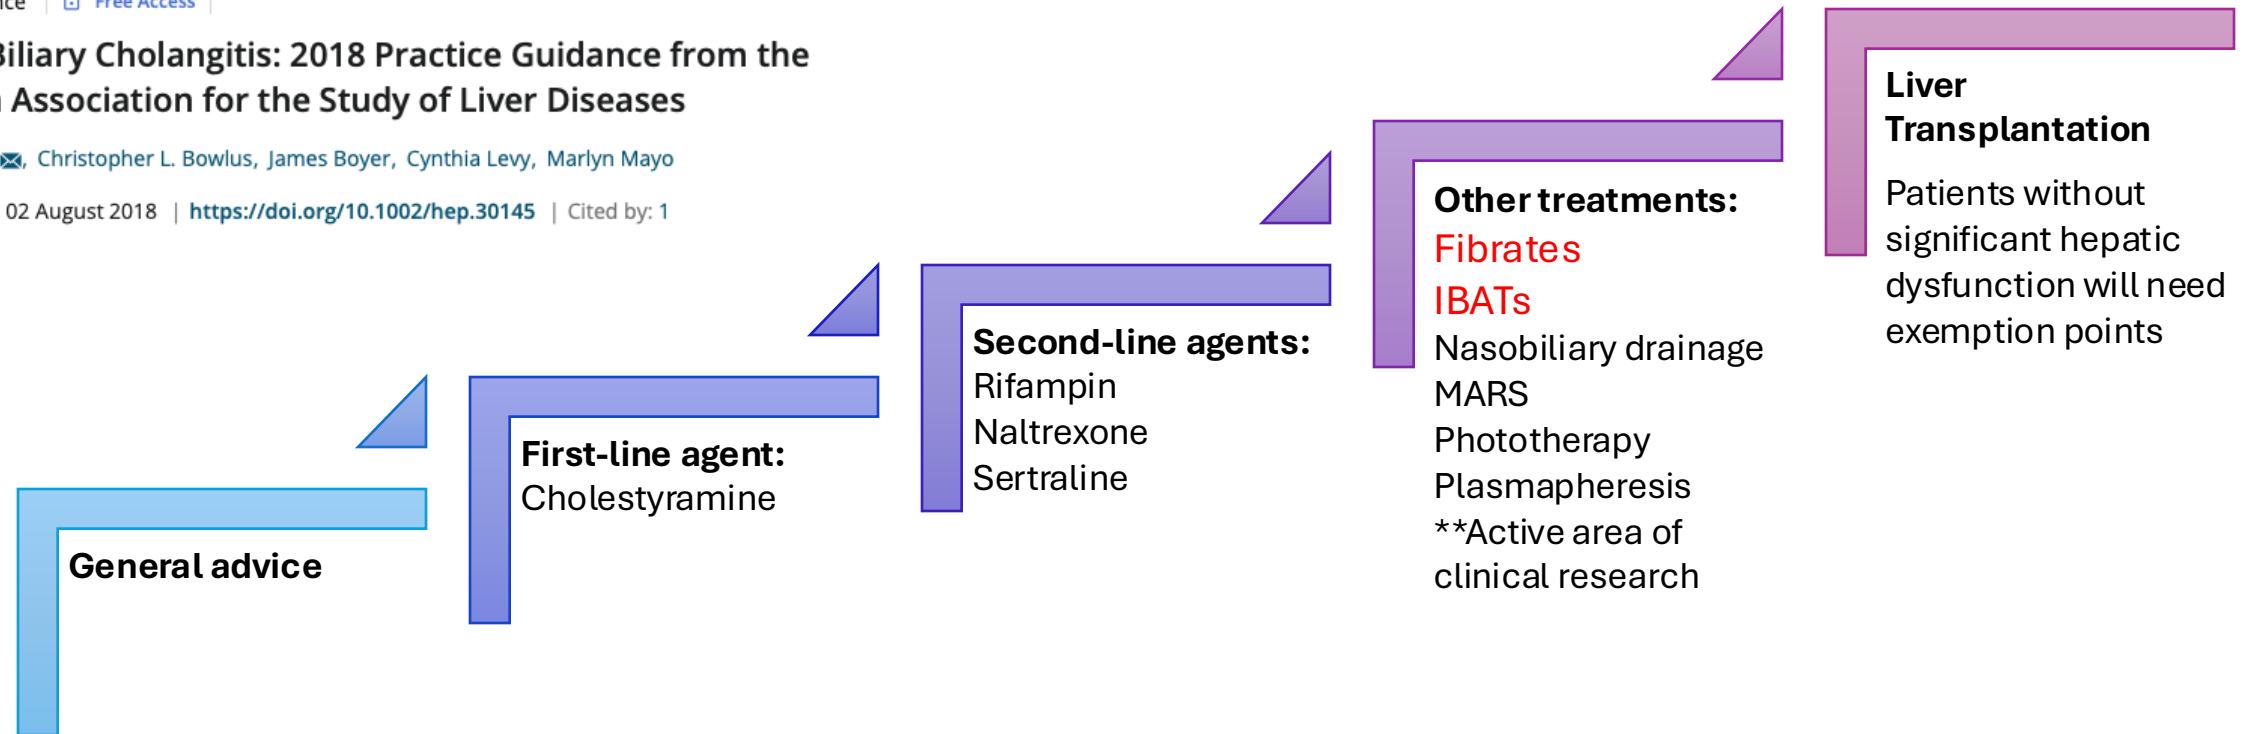 Free Access
Biliary Cholangitis: 2018 Practice Guidance from the
Association for the Study of Liver Diseases
, Christopher L. Bowlus, James Boyer, Cynthia Levy, Marlyn Mayo
02 August 2018 | https://doi.org/10.1002/hep.30145 | Cited by: 1
General advice
First-line agent:
Cholestyramine
Second-line agents:
Rifampin
Naltrexone
Sertraline
Other treatments:
Fibrates
IBATs
Nasobiliary drainage
MARS
Phototherapy
Plasmapheresis
**Active area of
clinical research
Liver
Transplantation
Patients without
significant hepatic
dysfunction will need
exemption points